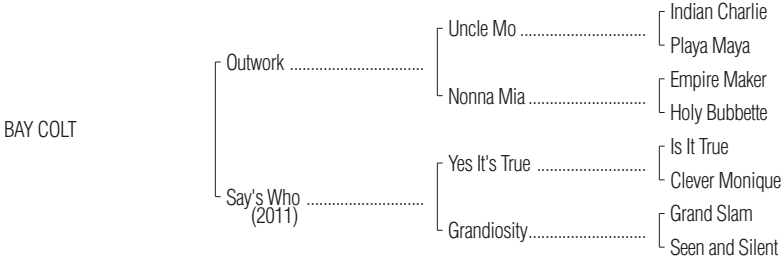 Indian Charlie
Uncle Mo ..............................
Playa Maya
Outwork ................................
Empire Maker
Nonna Mia ............................
Holy Bubbette
BAY COLT
Is It True
Yes It's True ..........................
Clever Monique
Say's Who ............................
(2011)
Grand Slam
Grandiosity............................
Seen and Silent